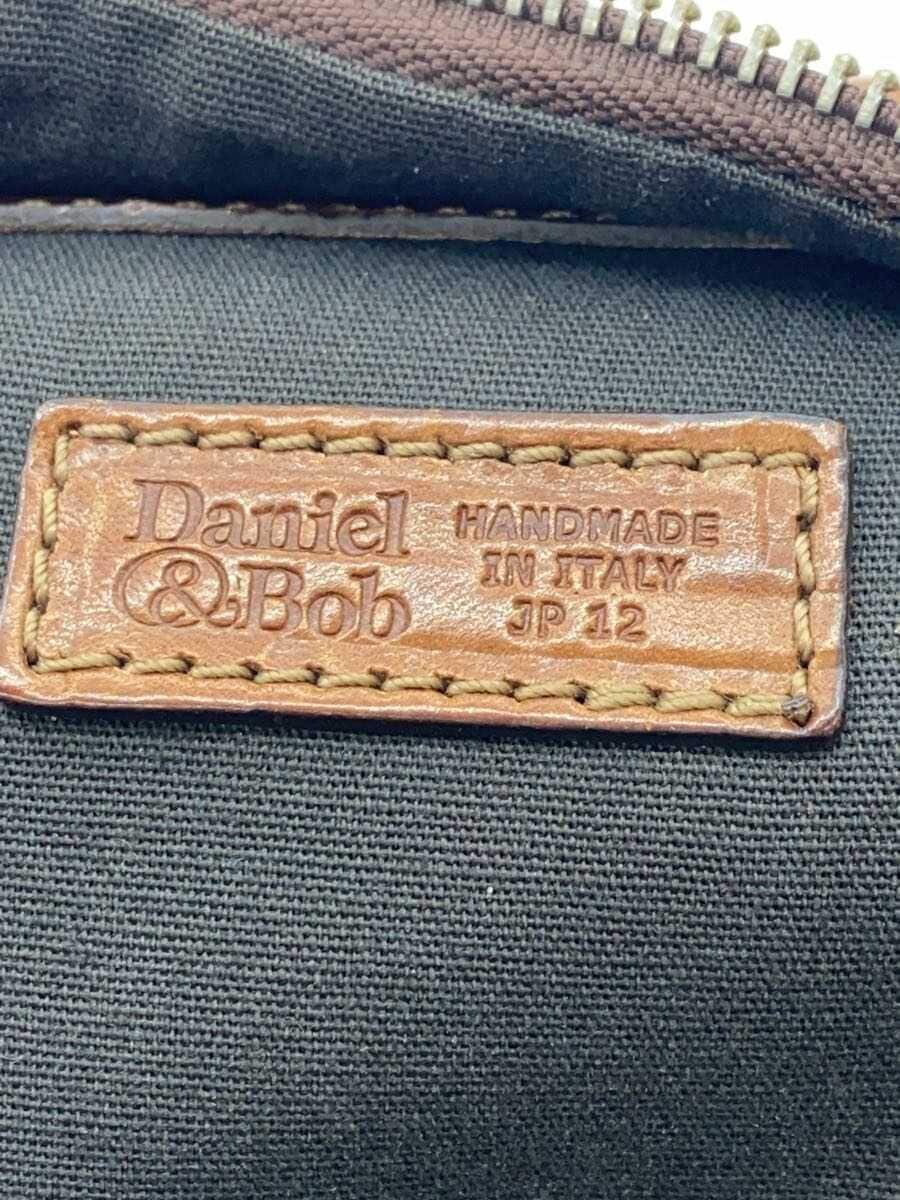 Daniel
& Bob
HANDMADE
IN ITALY
JP 12